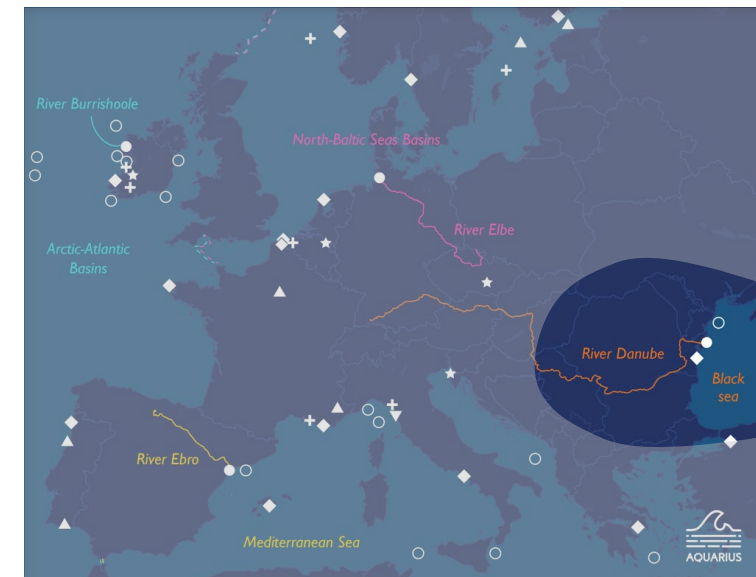 River Burrishoole
North-Baltic Seas Basins
River Elbe
Arctic-Atlantic
Basins
River Danube
Black
sea
River Ebro
Mediterranean Sea
AQUARIUS